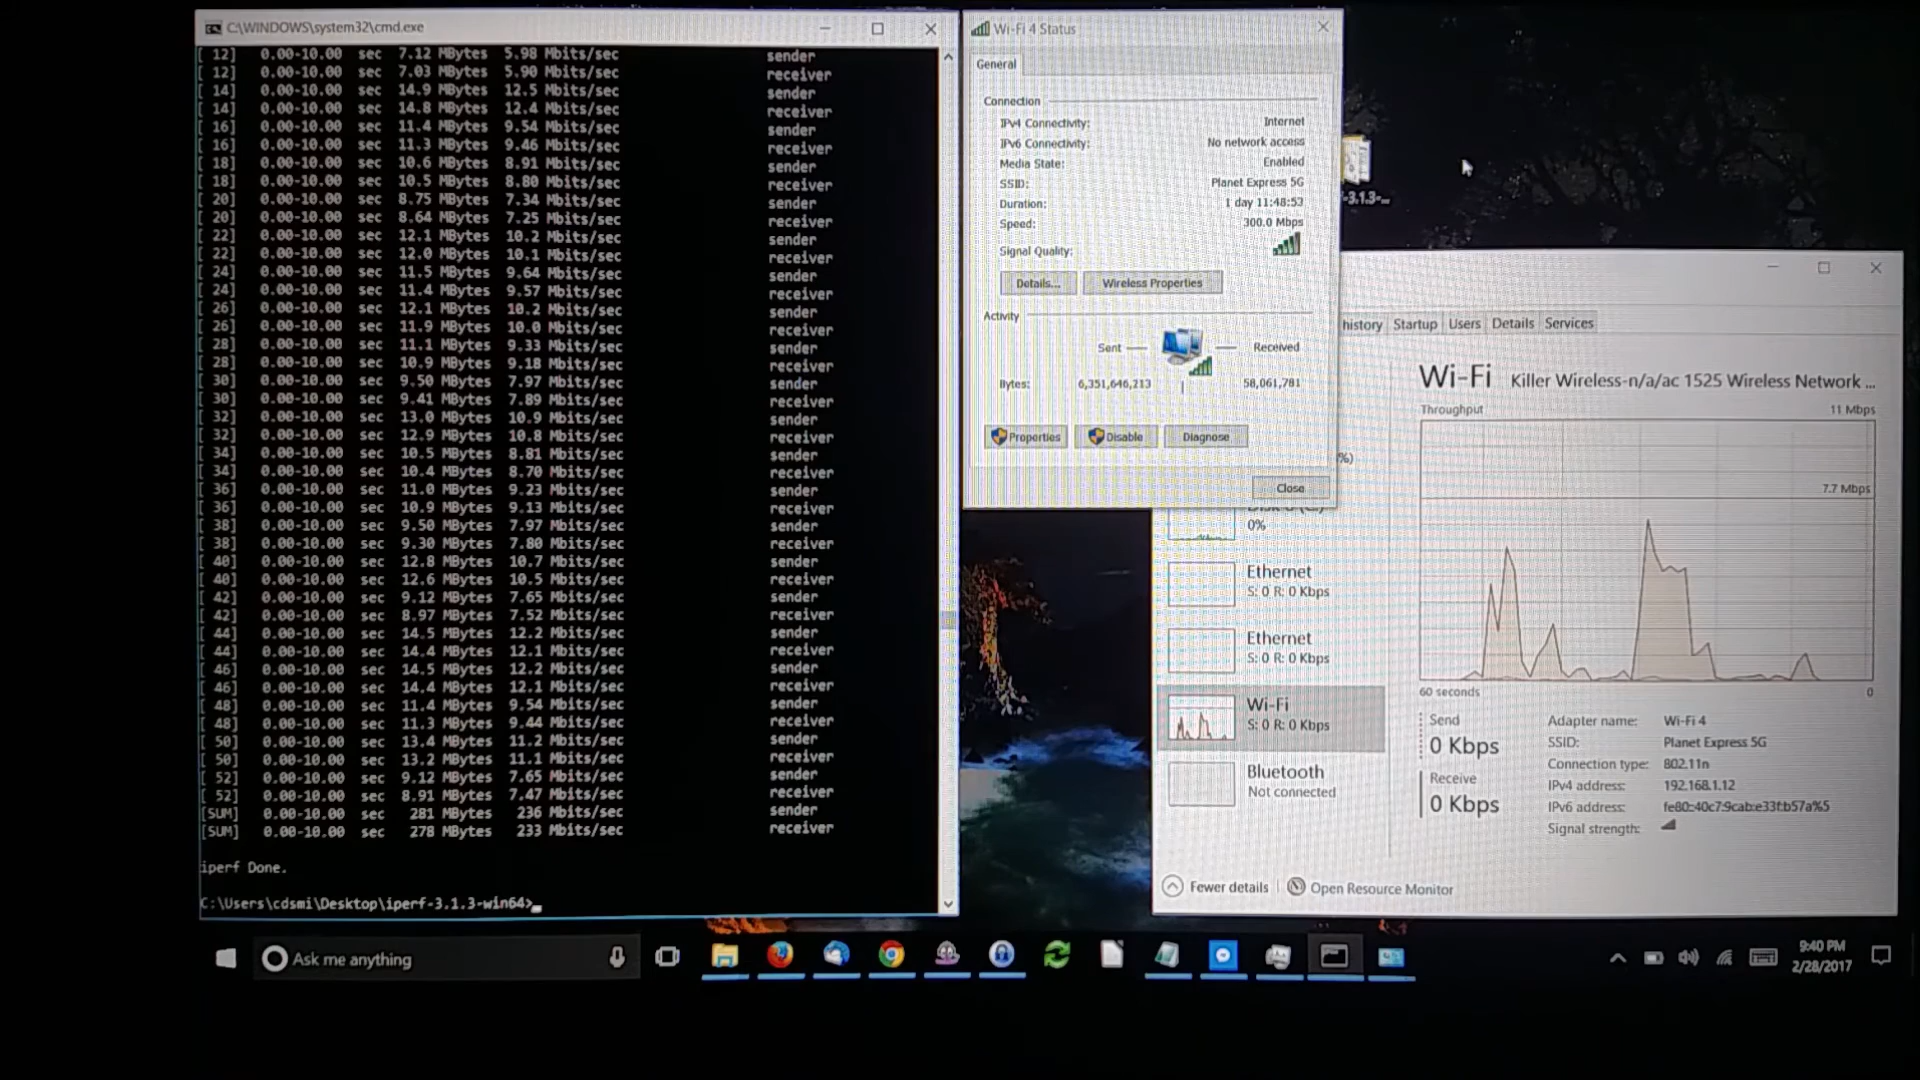 C:\WINDOWS\system32\cmd.exe
[ 12] 0.00-10.00 sec 7.12 MBytes 5.98 Mbits/sec sender
[ 12] 0.00-10.00 sec 7.03 MBytes 5.90 Mbits/sec receiver
[ 14] 0.00-10.00 sec 14.9 MBytes 12.5 Mbits/sec sender
[ 14] 0.00-10.00 sec 14.8 MBytes 12.4 Mbits/sec receiver
[ 16] 0.00-10.00 sec 11.4 MBytes 9.54 Mbits/sec sender
[ 16] 0.00-10.00 sec 11.3 MBytes 9.46 Mbits/sec receiver
[ 18] 0.00-10.00 sec 10.6 MBytes 8.91 Mbits/sec sender
[ 18] 0.00-10.00 sec 10.5 MBytes 8.80 Mbits/sec receiver
[ 20] 0.00-10.00 sec 8.75 MBytes 7.34 Mbits/sec sender
[ 20] 0.00-10.00 sec 8.64 MBytes 7.25 Mbits/sec receiver
[ 22] 0.00-10.00 sec 12.1 MBytes 10.2 Mbits/sec sender
[ 22] 0.00-10.00 sec 12.0 MBytes 10.1 Mbits/sec receiver
[ 24] 0.00-10.00 sec 11.5 MBytes 9.64 Mbits/sec sender
[ 24] 0.00-10.00 sec 11.4 MBytes 9.57 Mbits/sec receiver
[ 26] 0.00-10.00 sec 12.1 MBytes 10.2 Mbits/sec sender
[ 26] 0.00-10.00 sec 11.9 MBytes 10.0 Mbits/sec receiver
[ 28] 0.00-10.00 sec 11.1 MBytes 9.33 Mbits/sec sender
[ 28] 0.00-10.00 sec 10.9 MBytes 9.18 Mbits/sec receiver
[ 30] 0.00-10.00 sec 9.50 MBytes 7.97 Mbits/sec sender
[ 30] 0.00-10.00 sec 9.41 MBytes 7.89 Mbits/sec receiver
[ 32] 0.00-10.00 sec 13.0 MBytes 10.9 Mbits/sec sender
[ 32] 0.00-10.00 sec 12.9 MBytes 10.8 Mbits/sec receiver
[ 34] 0.00-10.00 sec 10.5 MBytes 8.81 Mbits/sec sender
[ 34] 0.00-10.00 sec 10.4 MBytes 8.70 Mbits/sec receiver
[ 36] 0.00-10.00 sec 11.0 MBytes 9.23 Mbits/sec sender
[ 36] 0.00-10.00 sec 10.9 MBytes 9.13 Mbits/sec receiver
[ 38] 0.00-10.00 sec 9.50 MBytes 7.97 Mbits/sec sender
[ 38] 0.00-10.00 sec 9.30 MBytes 7.80 Mbits/sec receiver
[ 40] 0.00-10.00 sec 12.8 MBytes 10.7 Mbits/sec sender
[ 40] 0.00-10.00 sec 12.6 MBytes 10.5 Mbits/sec receiver
[ 42] 0.00-10.00 sec 9.12 MBytes 7.65 Mbits/sec sender
[ 42] 0.00-10.00 sec 8.97 MBytes 7.52 Mbits/sec receiver
[ 44] 0.00-10.00 sec 14.5 MBytes 12.2 Mbits/sec sender
[ 44] 0.00-10.00 sec 14.4 MBytes 12.1 Mbits/sec receiver
[ 46] 0.00-10.00 sec 14.5 MBytes 12.2 Mbits/sec sender
[ 46] 0.00-10.00 sec 14.4 MBytes 12.1 Mbits/sec receiver
[ 48] 0.00-10.00 sec 11.4 MBytes 9.54 Mbits/sec sender
[ 48] 0.00-10.00 sec 11.3 MBytes 9.44 Mbits/sec receiver
[ 50] 0.00-10.00 sec 13.4 MBytes 11.2 Mbits/sec sender
[ 50] 0.00-10.00 sec 13.2 MBytes 11.1 Mbits/sec receiver
[ 52] 0.00-10.00 sec 9.12 MBytes 7.65 Mbits/sec sender
[ 52] 0.00-10.00 sec 8.91 MBytes 7.47 Mbits/sec receiver
[SUM] 0.00-10.00 sec 281 MBytes 236 Mbits/sec sender
[SUM] 0.00-10.00 sec 278 MBytes 233 Mbits/sec receiver
iperf Done.
C:\Users\cdsmi\Desktop\iperf-3.1.3-win64>
Wi-Fi 4 Status
General
Connection
IPv4 Connectivity: Internet
IPv6 Connectivity: No network access
Media State: Enabled
SSID: Planet Express 5G
Duration: 1 day 11:48:53
Speed: 300.0 Mbps
Signal Quality:
Details... Wireless Properties
Activity
Sent — Received
Bytes: 6,351,646,213 | 58,061,781
Properties Disable Diagnose
Close
-3.1.3-...
history Startup Users Details Services
%)
0%
Ethernet
S: 0 R: 0 Kbps
Ethernet
S: 0 R: 0 Kbps
Wi-Fi
S: 0 R: 0 Kbps
Bluetooth
Not connected
Wi-Fi Killer Wireless-n/a/ac 1525 Wireless Network ...
Throughput 11 Mbps
7.7 Mbps
60 seconds 0
Send
0 Kbps
Receive
0 Kbps
Adapter name: Wi-Fi 4
SSID: Planet Express 5G
Connection type: 802.11n
IPv4 address: 192.168.1.12
IPv6 address: fe80::40c7:9cab:e33f:b57a%5
Signal strength:
Fewer details | Open Resource Monitor
Ask me anything
9:40 PM
2/28/2017